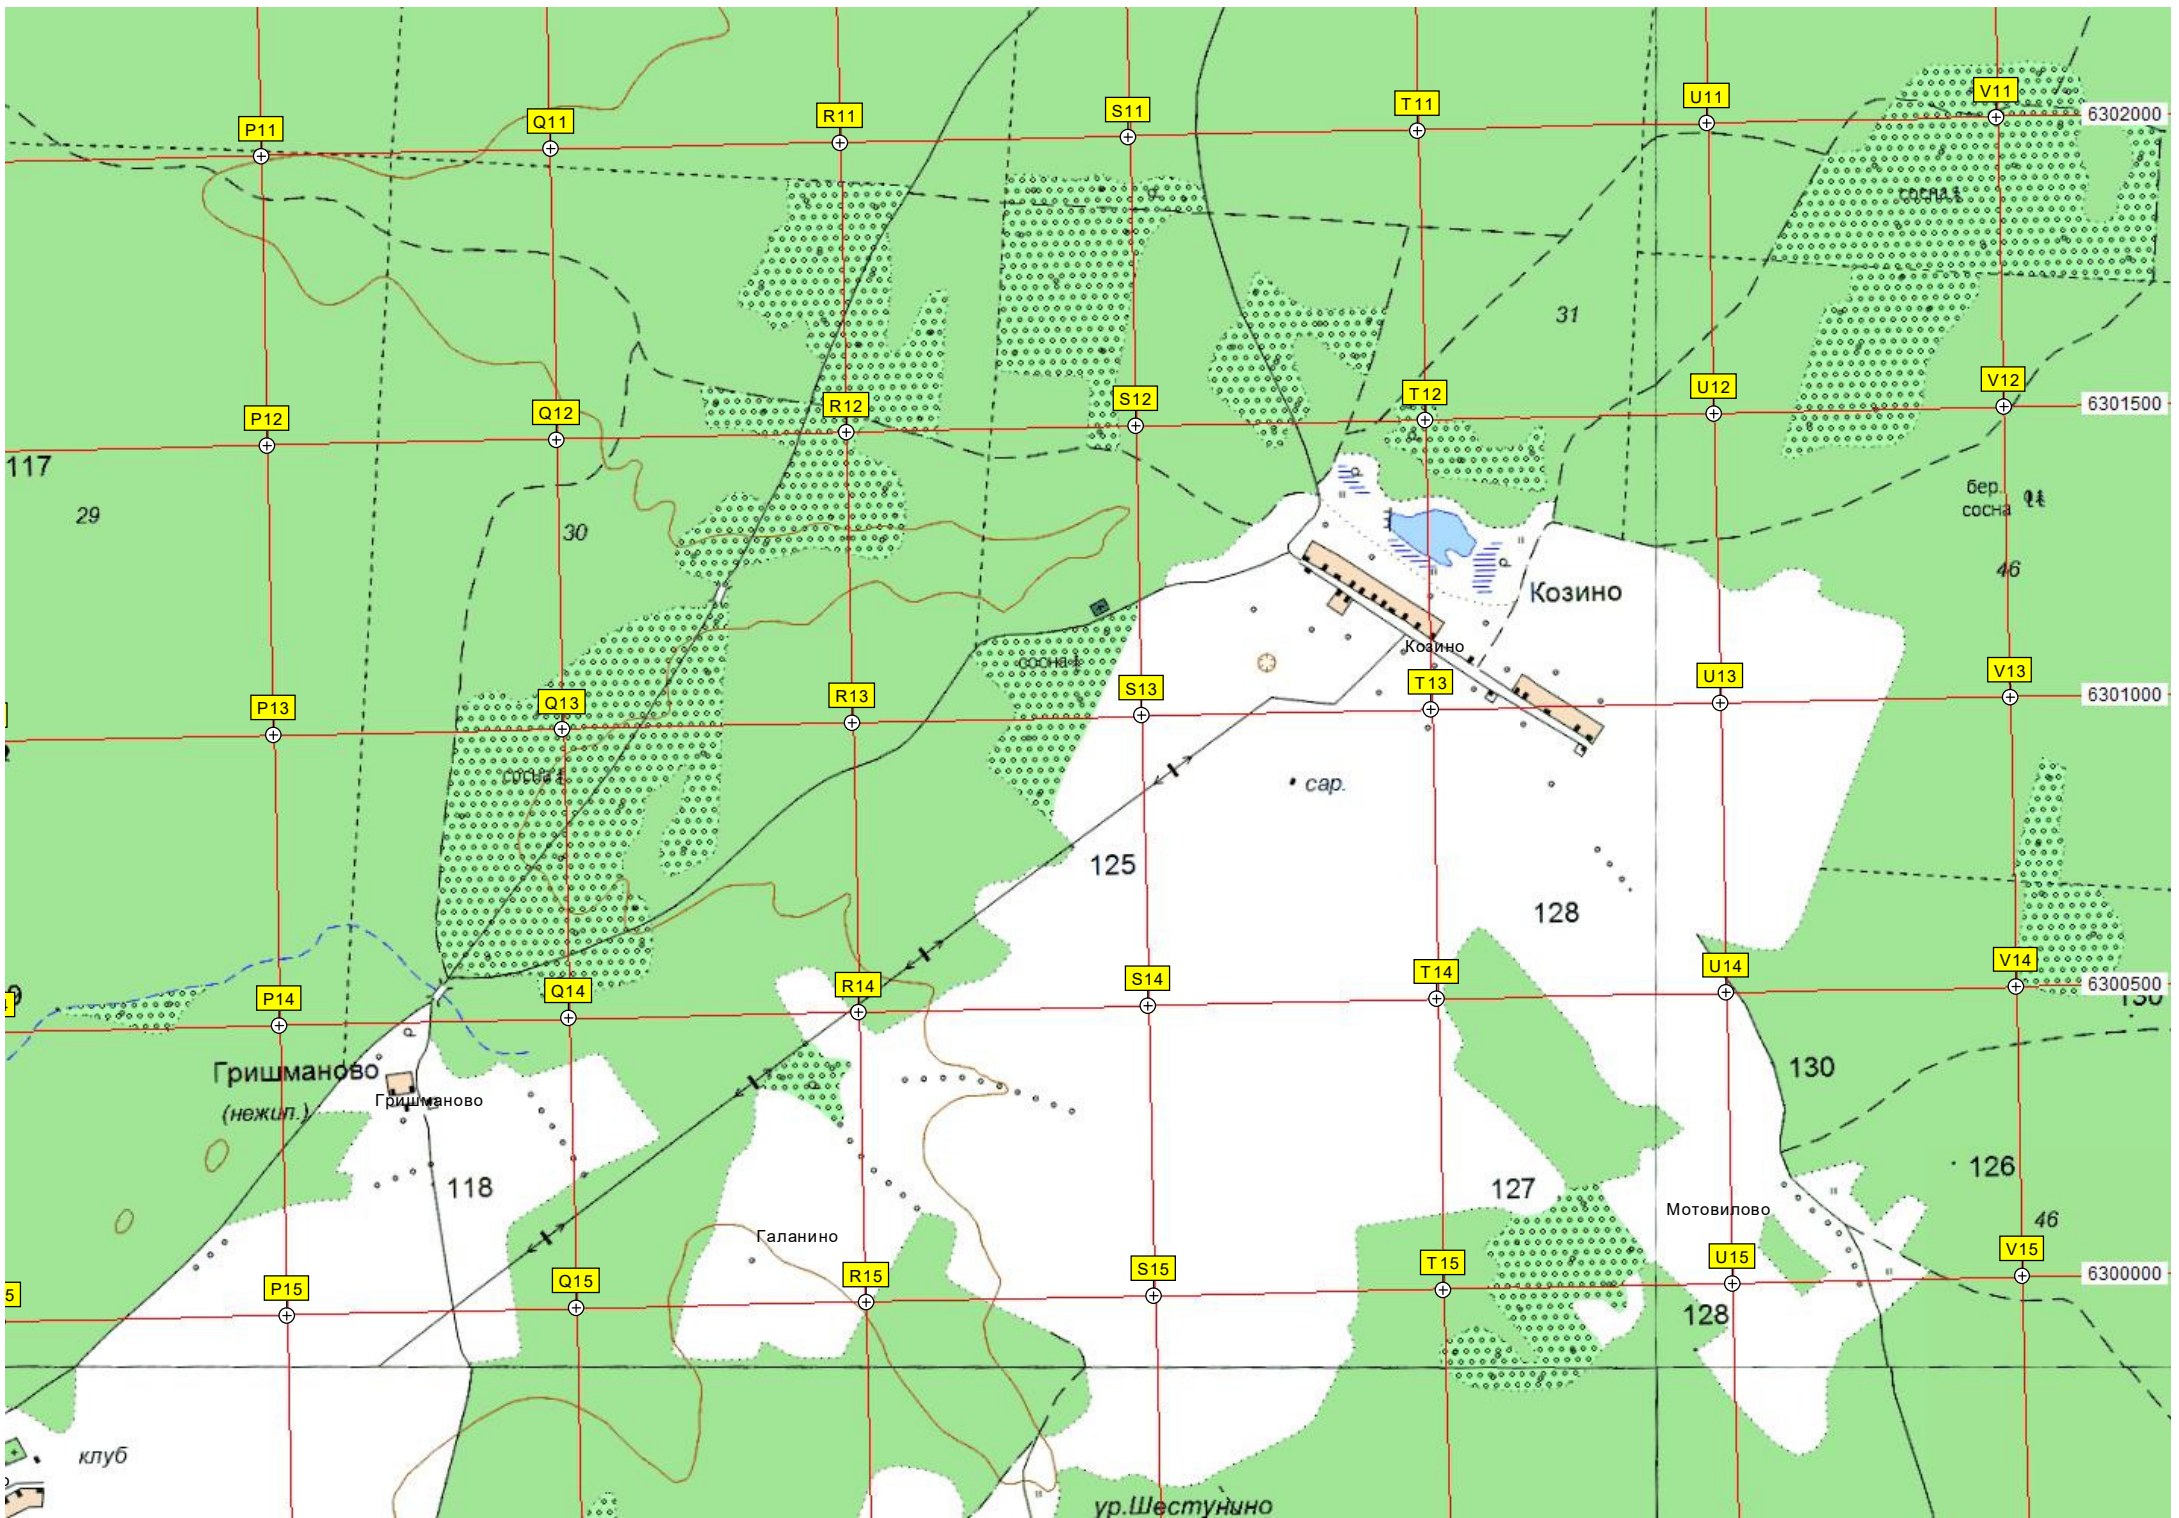 V11
U11
T11
6302000
S11
R11
Q11
P11
сосна
31
V12
U12
6301500
T12
S12
R12
Q12
P12
117
бер.
сосна
29
30
46
Козино
Козино
сосна
V13
U13
6301000
T13
S13
R13
Q13
P13
сосна
сар.
125
128
V14
U14
6300500
T14
S14
R14
Q14
P14
130
9
Гришманово
130
Гришманово
(нежил.)
126
118
127
Мотовилово
46
Галанино
V15
U15
6300000
T15
S15
R15
Q15
P15
5
128
клуб
ур.Шестунино